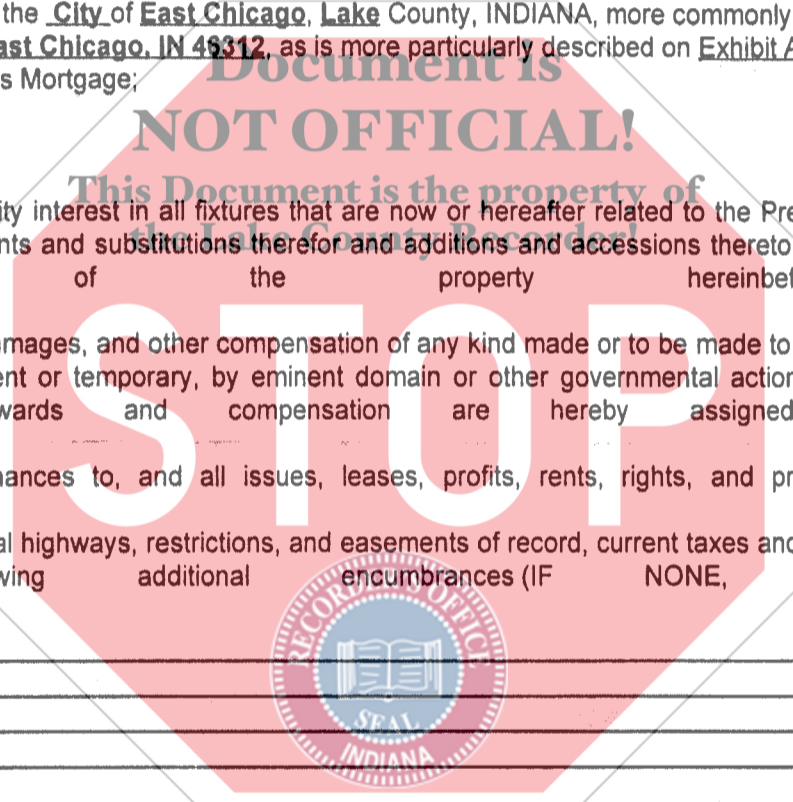 the City of East Chicago, Lake County, INDIANA, more commonly
ast Chicago, IN 46312, as is more particularly described on Exhibit A
s Mortgage;
Document is
NOT OFFICIAL!
This Document is the property of
the Lake County Recorder!
ity interest in all fixtures that are now or hereafter related to the Pre
nts and substitutions therefor and additions and accessions thereto
of the property hereinbef
STOP
mages, and other compensation of any kind made or to be made to
ent or temporary, by eminent domain or other governmental action
wards and compensation are hereby assigned
nances to, and all issues, leases, profits, rents, rights, and pr
al highways, restrictions, and easements of record, current taxes and
wing additional encumbrances (IF NONE,
RECORDER'S OFFICE
SEAL
INDIANA